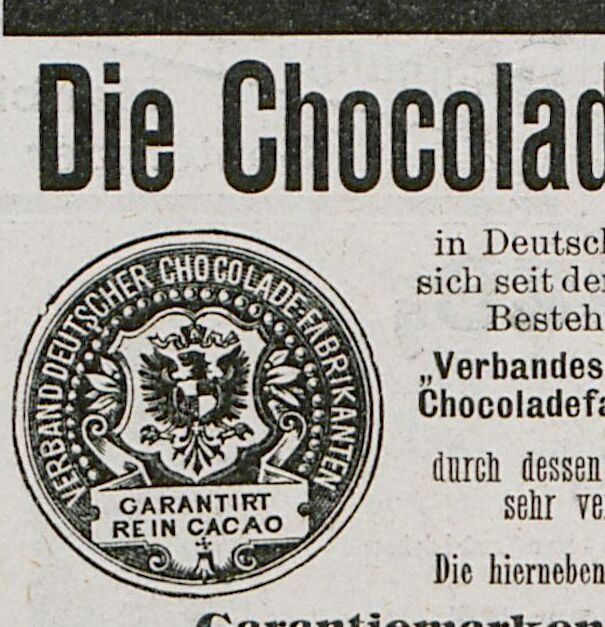 Die Chocolad
VERBAND DEUTSCHER CHOCOLADE-FABRIKANTEN
GARANTIRT
REIN CACAO
in Deutsch
sich seit der
Besteh
„Verbandes
Chocoladefa
durch dessen
sehr ve
Die hierneben
Garantiemarken